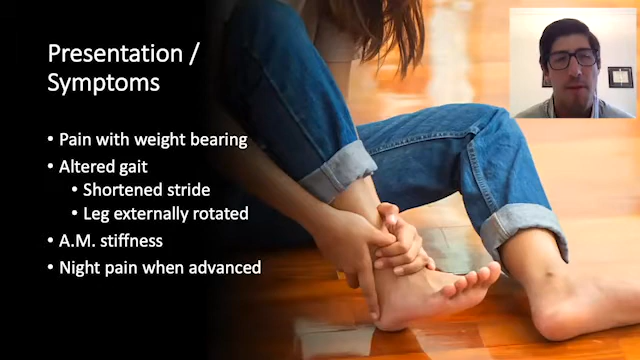 Presentation /
Symptoms
• Pain with weight bearing
• Altered gait
• Shortened stride
• Leg externally rotated
• A.M. stiffness
• Night pain when advanced